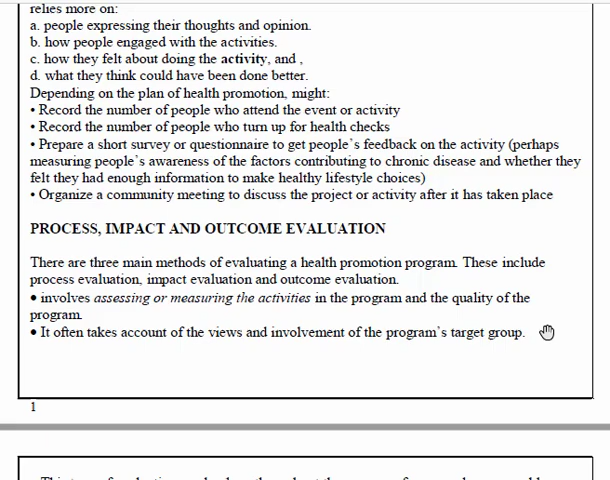 relies more on:
a. people expressing their thoughts and opinion.
b. how people engaged with the activities.
c. how they felt about doing the activity, and ,
d. what they think could have been done better.
Depending on the plan of health promotion, might:
• Record the number of people who attend the event or activity
• Record the number of people who turn up for health checks
• Prepare a short survey or questionnaire to get people's feedback on the activity (perhaps
measuring people's awareness of the factors contributing to chronic disease and whether they
felt they had enough information to make healthy lifestyle choices)
• Organize a community meeting to discuss the project or activity after it has taken place
PROCESS, IMPACT AND OUTCOME EVALUATION
There are three main methods of evaluating a health promotion program. These include
process evaluation, impact evaluation and outcome evaluation.
● involves assessing or measuring the activities in the program and the quality of the
program.
● It often takes account of the views and involvement of the program's target group.
1